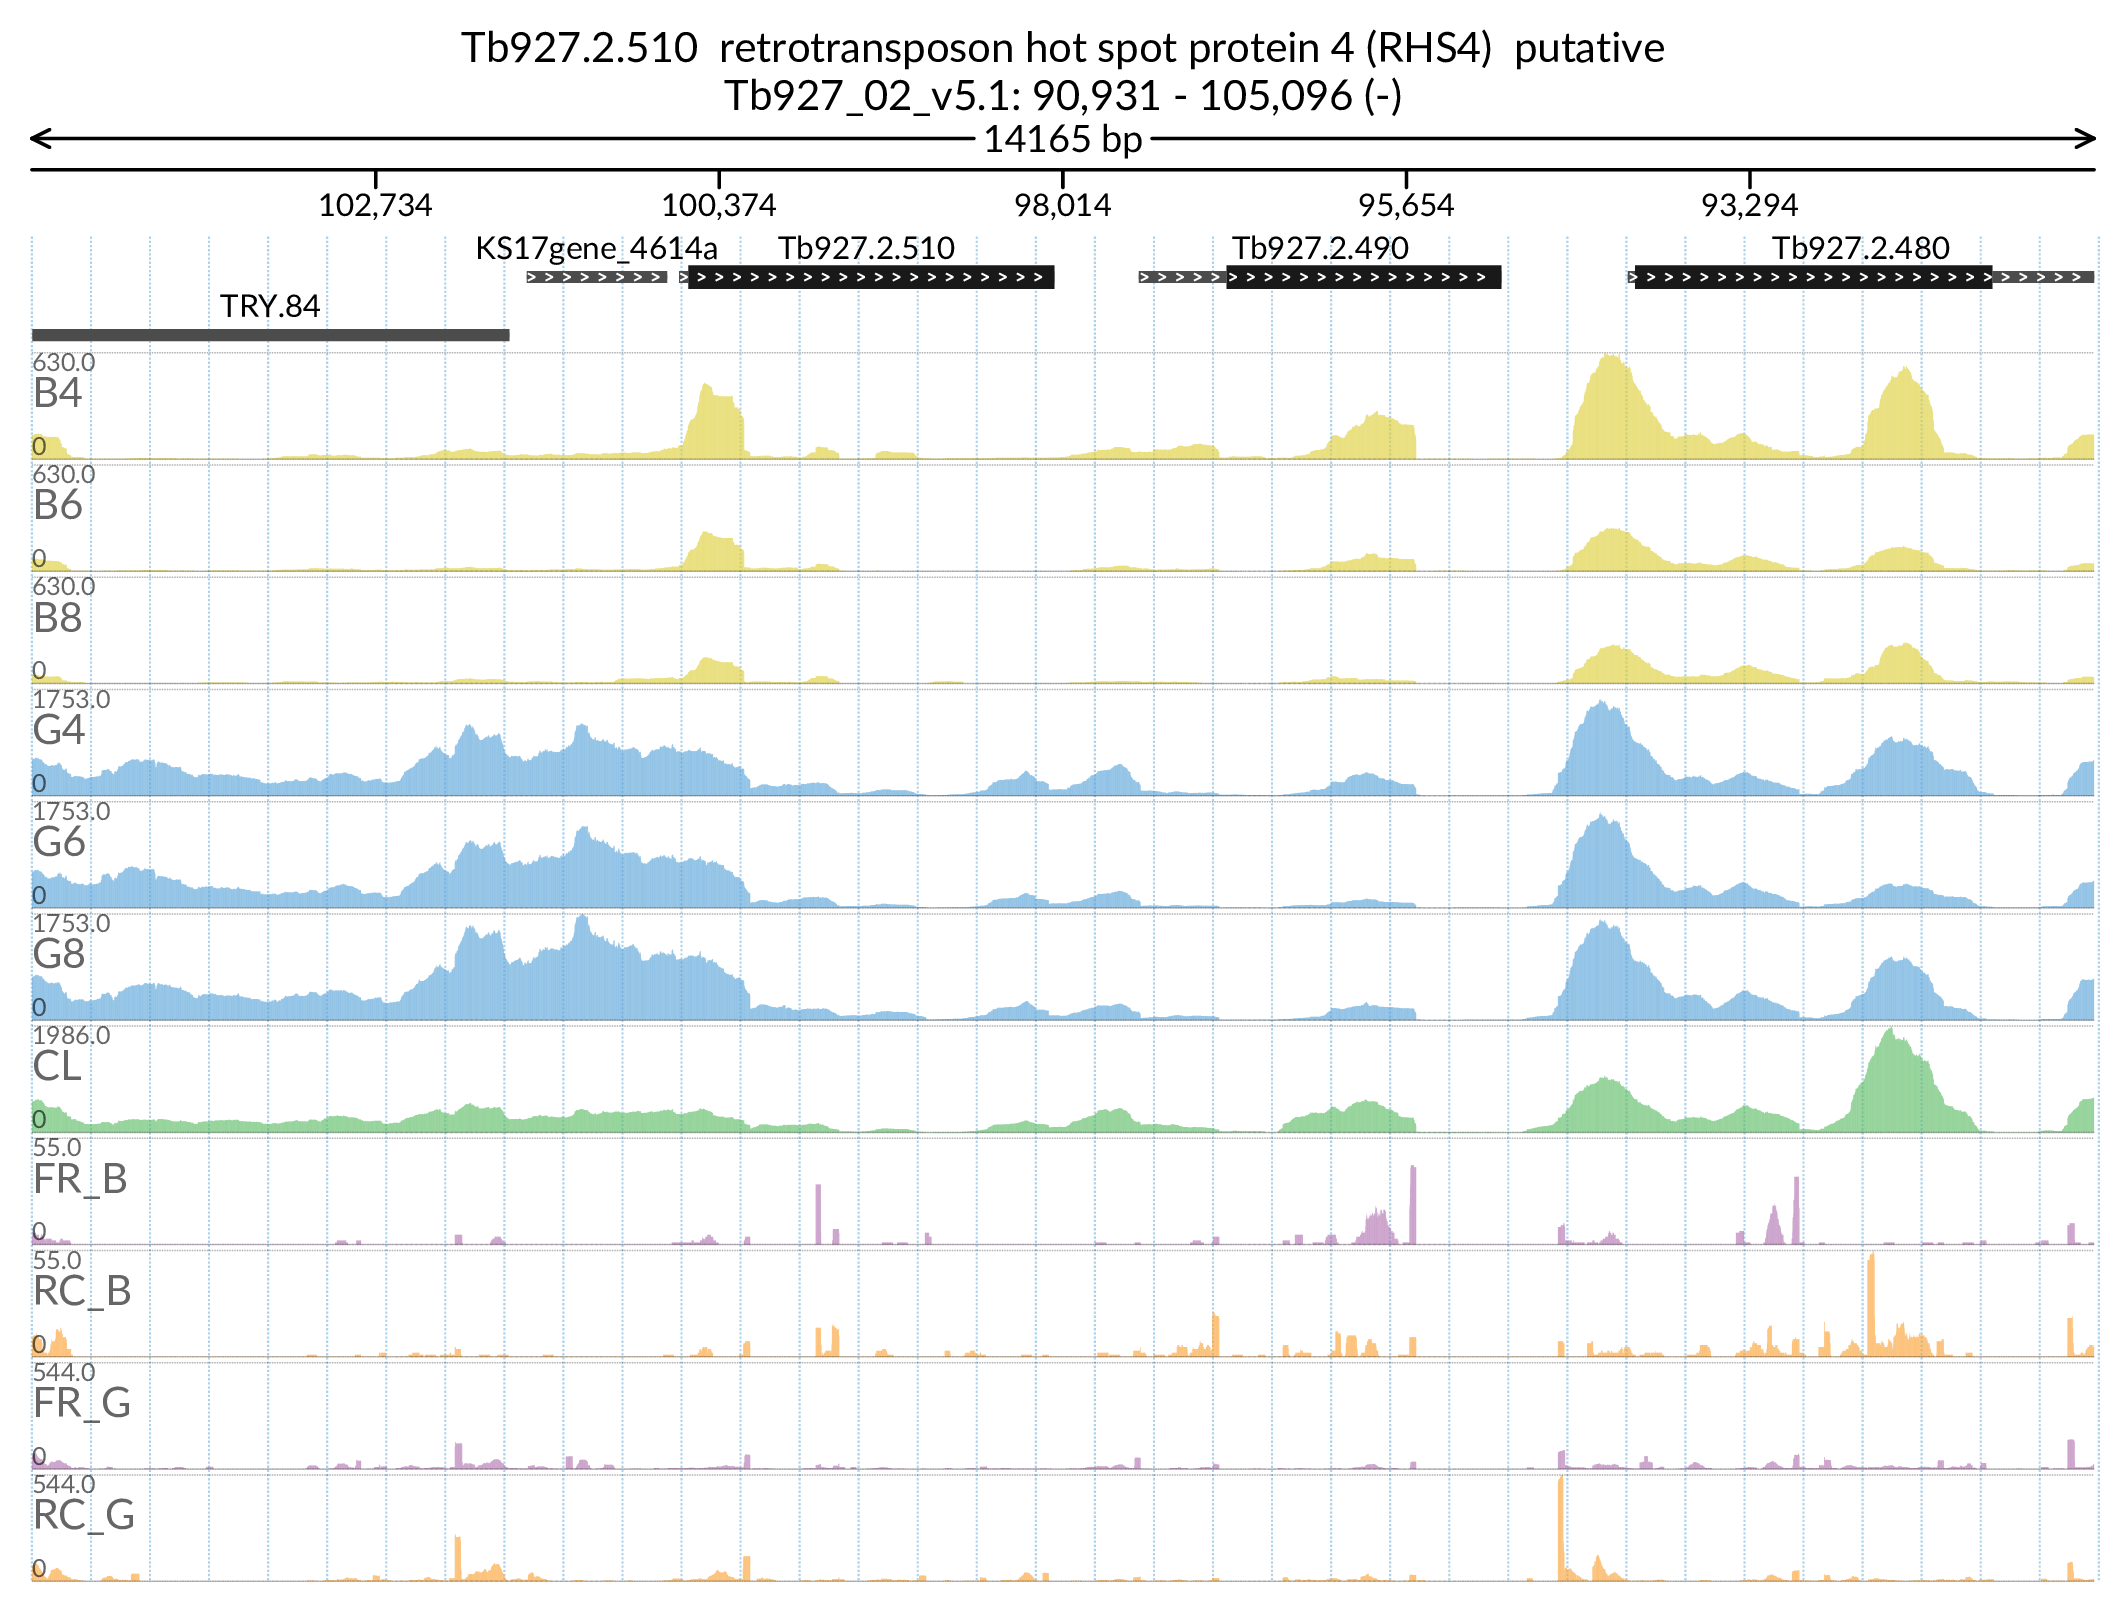 Tb927.2.510 retrotransposon hot spot protein 4 (RHS4) putative
Tb927_02_v5.1: 90,931 - 105,096 (-)
14165 bp
102,734 100,374 98,014 95,654 93,294
KS17gene_4614a Tb927.2.510 Tb927.2.490 Tb927.2.480
TRY.84
630.0
B4
0
630.0
B6
0
630.0
B8
0
1753.0
G4
0
1753.0
G6
0
1753.0
G8
0
1986.0
CL
0
55.0
FR_B
0
55.0
RC_B
0
544.0
FR_G
0
544.0
RC_G
0